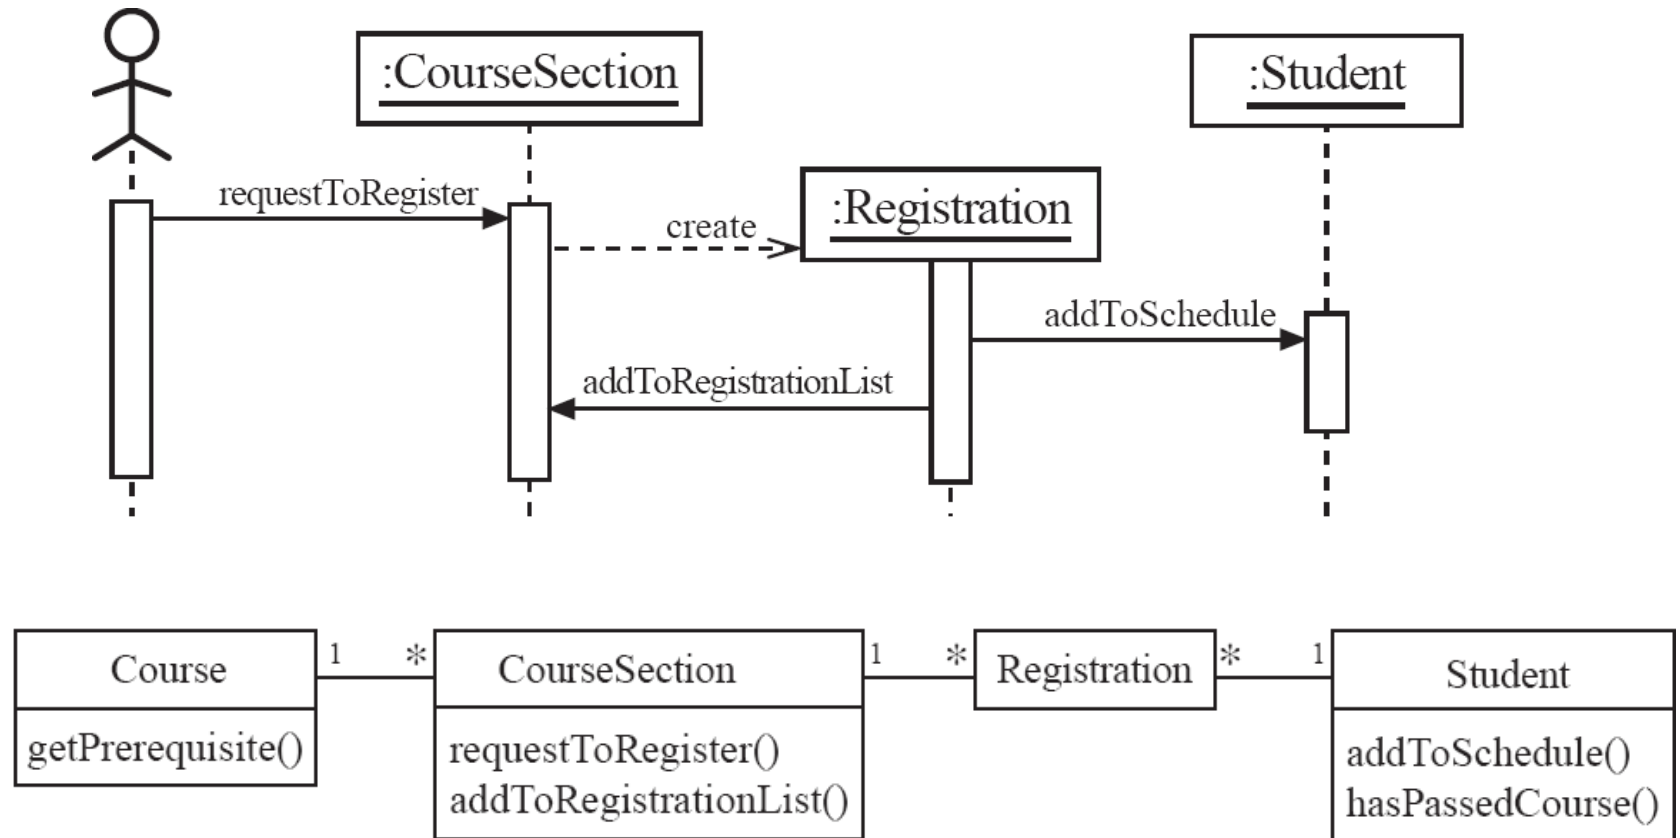 :CourseSection
:Student
requestToRegister
create
:Registration
addToSchedule
addToRegistrationList
1
*
1
*
*
1
Course
CourseSection
Registration
Student
getPrerequisite()
requestToRegister()
addToRegistrationList()
addToSchedule()
hasPassedCourse()